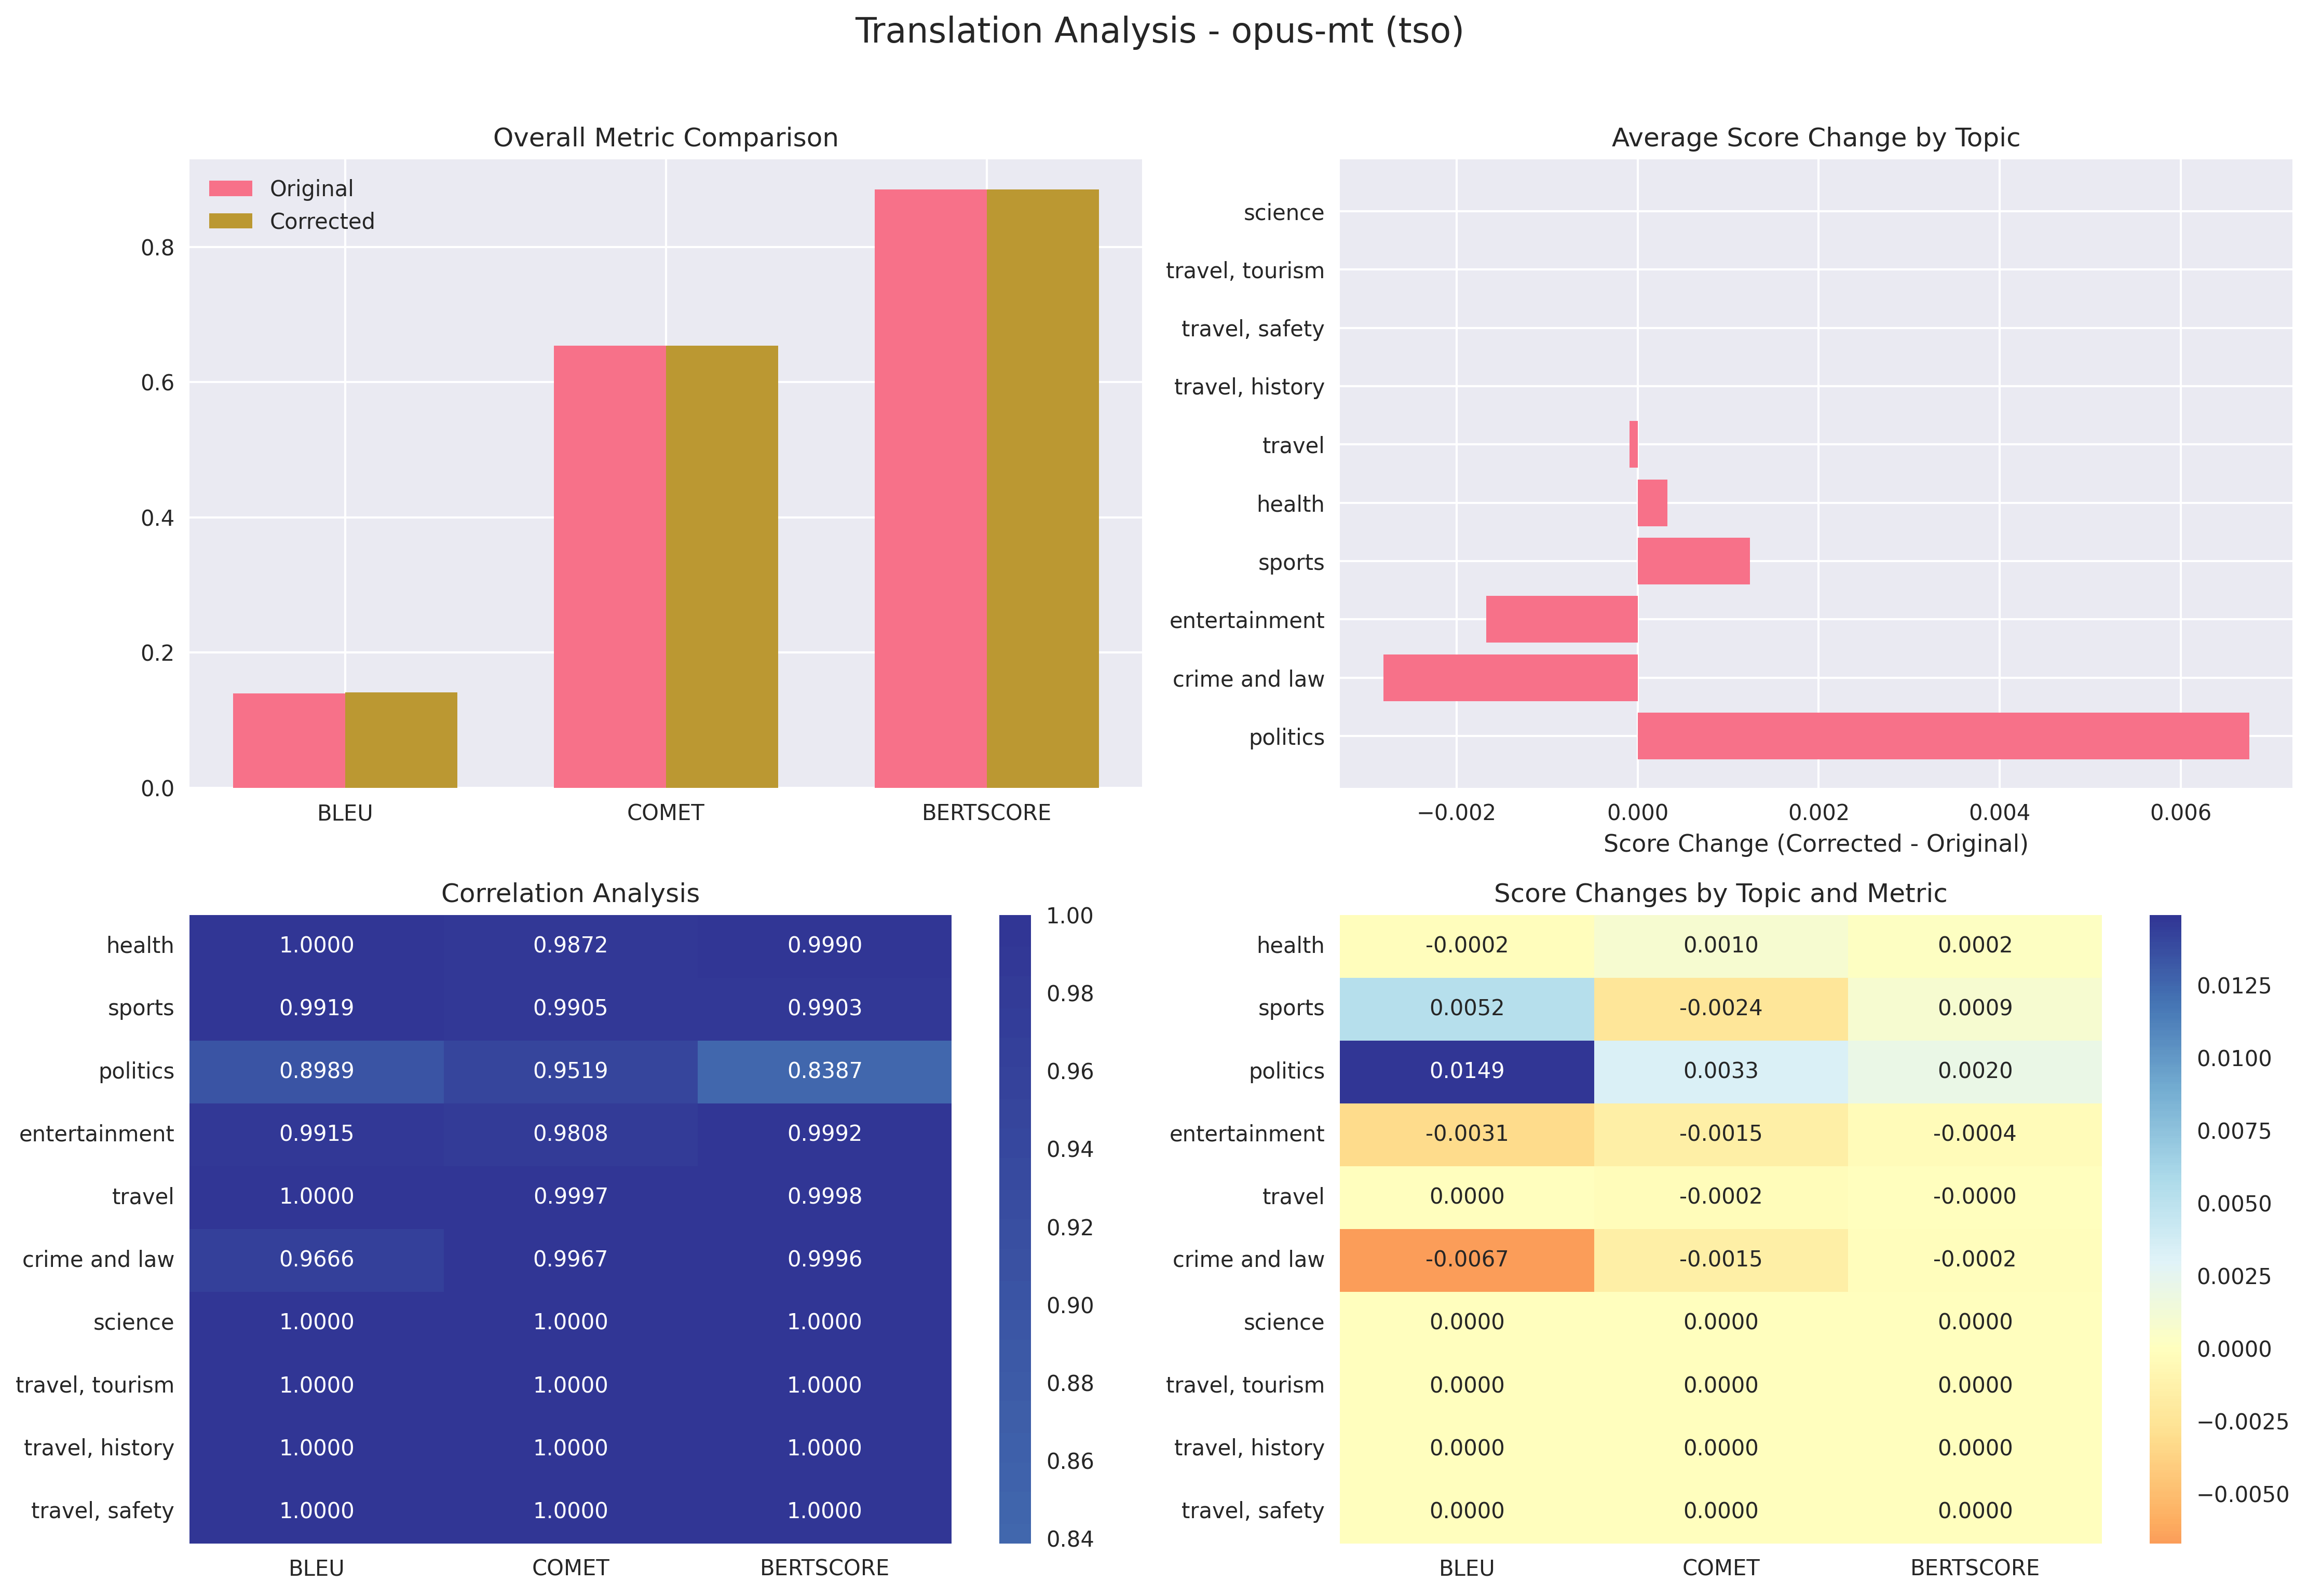 Translation Analysis - opus-mt (tso)
Overall Metric Comparison
Original
Corrected
0.8
0.6
0.4
0.2
0.0
BLEU COMET BERTSCORE
Average Score Change by Topic
science
travel, tourism
travel, safety
travel, history
travel
health
sports
entertainment
crime and law
politics
−0.002 0.000 0.002 0.004 0.006
Score Change (Corrected - Original)
Correlation Analysis
health 1.0000 0.9872 0.9990
sports 0.9919 0.9905 0.9903
politics 0.8989 0.9519 0.8387
entertainment 0.9915 0.9808 0.9992
travel 1.0000 0.9997 0.9998
crime and law 0.9666 0.9967 0.9996
science 1.0000 1.0000 1.0000
travel, tourism 1.0000 1.0000 1.0000
travel, history 1.0000 1.0000 1.0000
travel, safety 1.0000 1.0000 1.0000
BLEU COMET BERTSCORE
1.00
0.98
0.96
0.94
0.92
0.90
0.88
0.86
0.84
Score Changes by Topic and Metric
health -0.0002 0.0010 0.0002
sports 0.0052 -0.0024 0.0009
politics 0.0149 0.0033 0.0020
entertainment -0.0031 -0.0015 -0.0004
travel 0.0000 -0.0002 -0.0000
crime and law -0.0067 -0.0015 -0.0002
science 0.0000 0.0000 0.0000
travel, tourism 0.0000 0.0000 0.0000
travel, history 0.0000 0.0000 0.0000
travel, safety 0.0000 0.0000 0.0000
BLEU COMET BERTSCORE
0.0125
0.0100
0.0075
0.0050
0.0025
0.0000
−0.0025
−0.0050